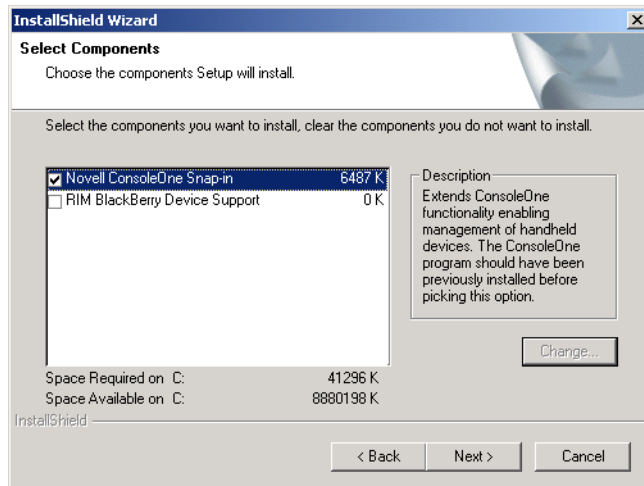 InstallShield Wizard
Select Components
Choose the components Setup will install.
Select the components you want to install, clear the components you do not want to install.
Novell ConsoleOne Snap-in 6487 K
RIM BlackBerry Device Support 0 K
Description
Extends ConsoleOne
functionality enabling
management of handheld
devices. The ConsoleOne
program should have been
previously installed before
picking this option.
Change...
Space Required on C: 41296 K
Space Available on C: 8880198 K
InstallShield
< Back
Next >
Cancel